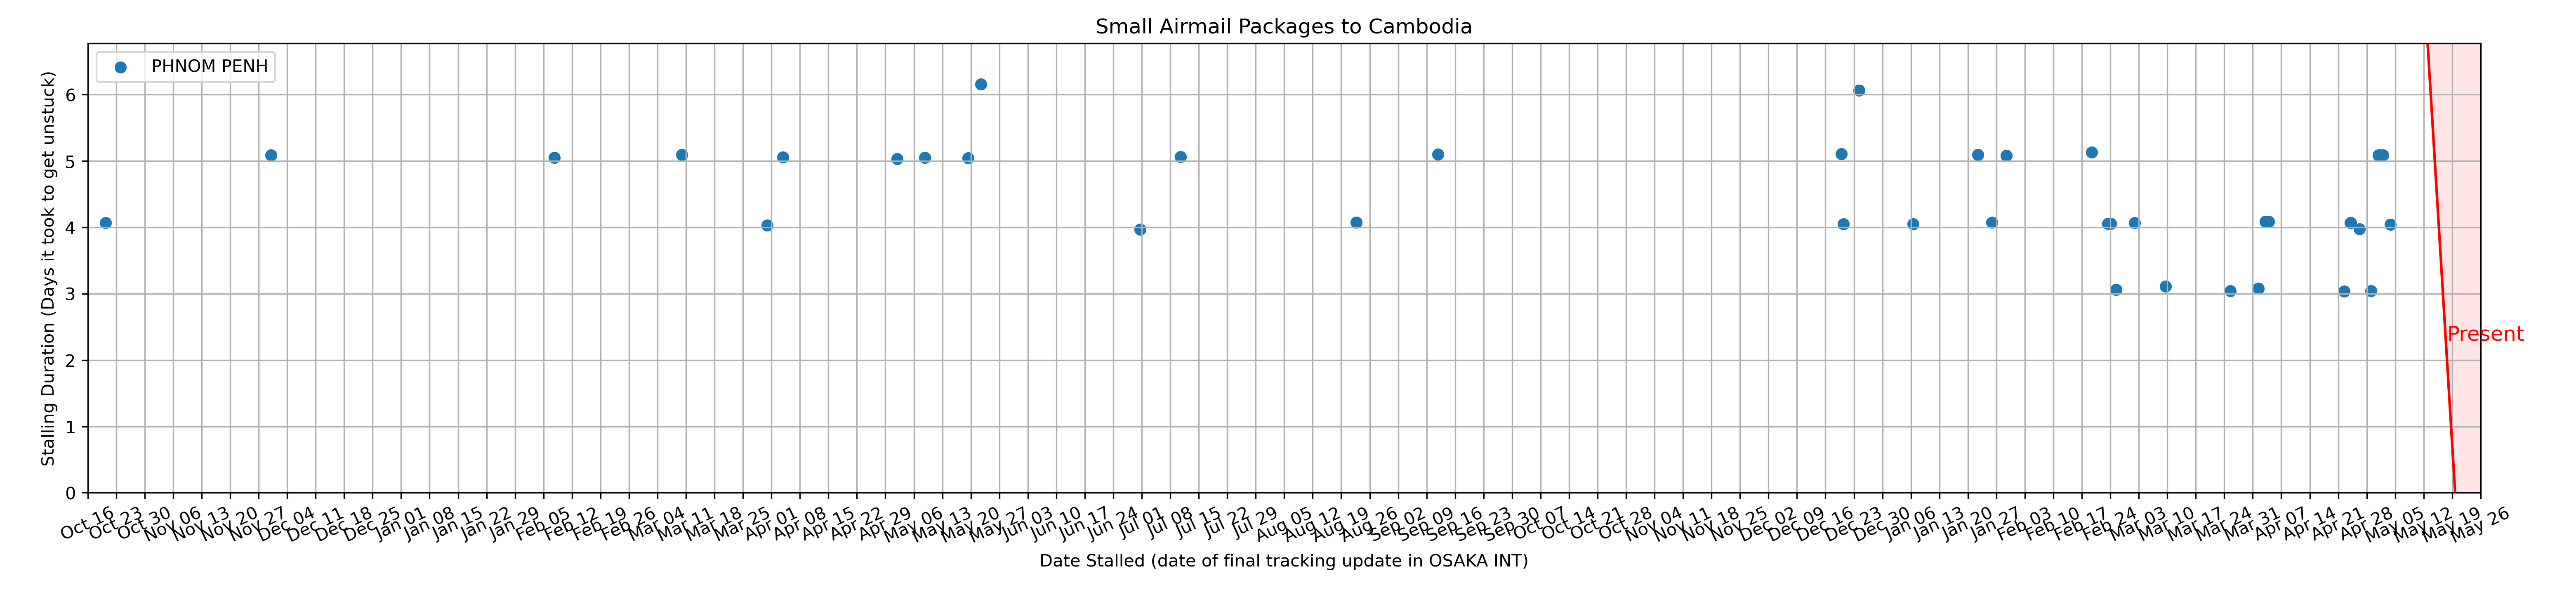 Small Airmail Packages to Cambodia
PHNOM PENH
Stalling Duration (Days it took to get unstuck)
6
5
4
3
2
1
0
Present
Oct 16
Oct 23
Oct 30
Nov 06
Nov 13
Nov 20
Nov 27
Dec 04
Dec 11
Dec 18
Dec 25
Jan 01
Jan 08
Jan 15
Jan 22
Jan 29
Feb 05
Feb 12
Feb 19
Feb 26
Mar 04
Mar 11
Mar 18
Mar 25
Apr 01
Apr 08
Apr 15
Apr 22
Apr 29
May 06
May 13
May 20
May 27
Jun 03
Jun 10
Jun 17
Jun 24
Jul 01
Jul 08
Jul 15
Jul 22
Jul 29
Aug 05
Aug 12
Aug 19
Aug 26
Sep 02
Sep 09
Sep 16
Sep 23
Sep 30
Oct 07
Oct 14
Oct 21
Oct 28
Nov 04
Nov 11
Nov 18
Nov 25
Dec 02
Dec 09
Dec 16
Dec 23
Dec 30
Jan 06
Jan 13
Jan 20
Jan 27
Feb 03
Feb 10
Feb 17
Feb 24
Mar 03
Mar 10
Mar 17
Mar 24
Mar 31
Apr 07
Apr 14
Apr 21
Apr 28
May 05
May 12
May 19
May 26
Date Stalled (date of final tracking update in OSAKA INT)